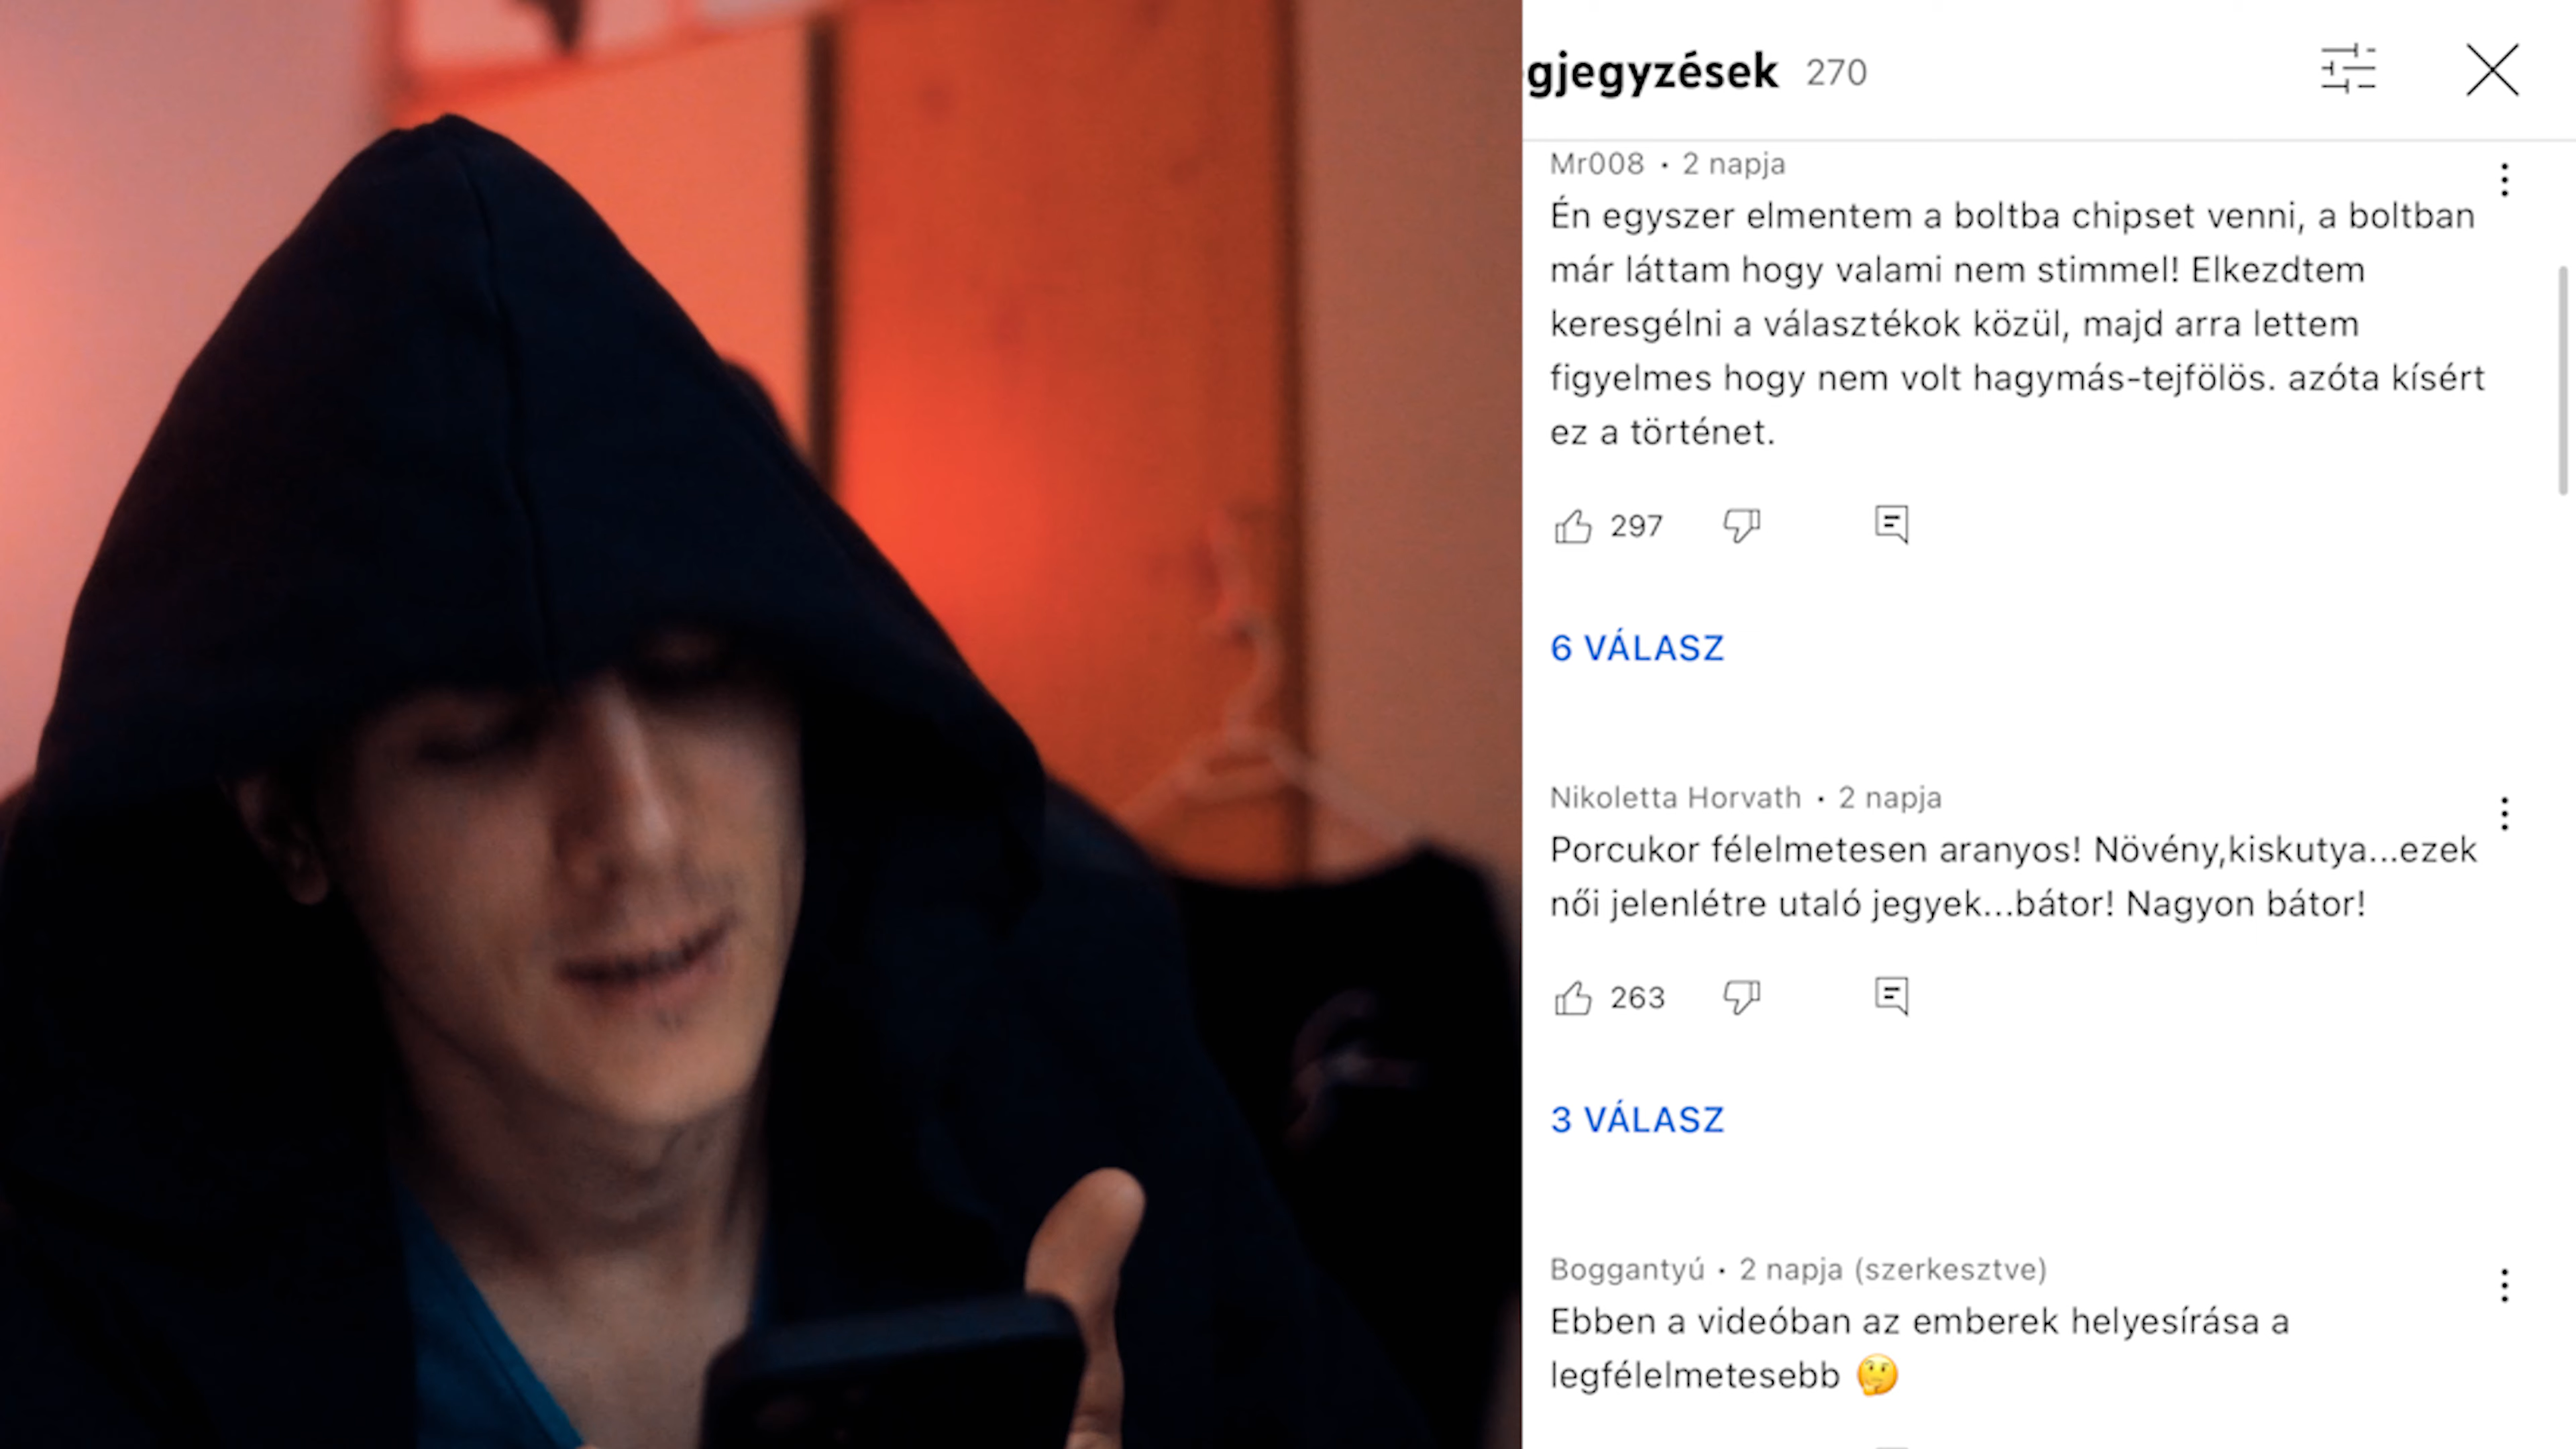 gjegyzések 270
Mr008 • 2 napja
Én egyszer elmentem a boltba chipset venni, a boltban
már láttam hogy valami nem stimmel! Elkezdtem
keresgélni a választékok közül, majd arra lettem
figyelmes hogy nem volt hagymás-tejfölös. azóta kísért
ez a történet.
297
6 VÁLASZ
Nikoletta Horvath • 2 napja
Porcukor félelmetesen aranyos! Növény,kiskutya...ezek
női jelenlétre utaló jegyek...bátor! Nagyon bátor!
263
3 VÁLASZ
Boggantyú • 2 napja (szerkesztve)
Ebben a videóban az emberek helyesírása a
legfélelmetesebb 🤔